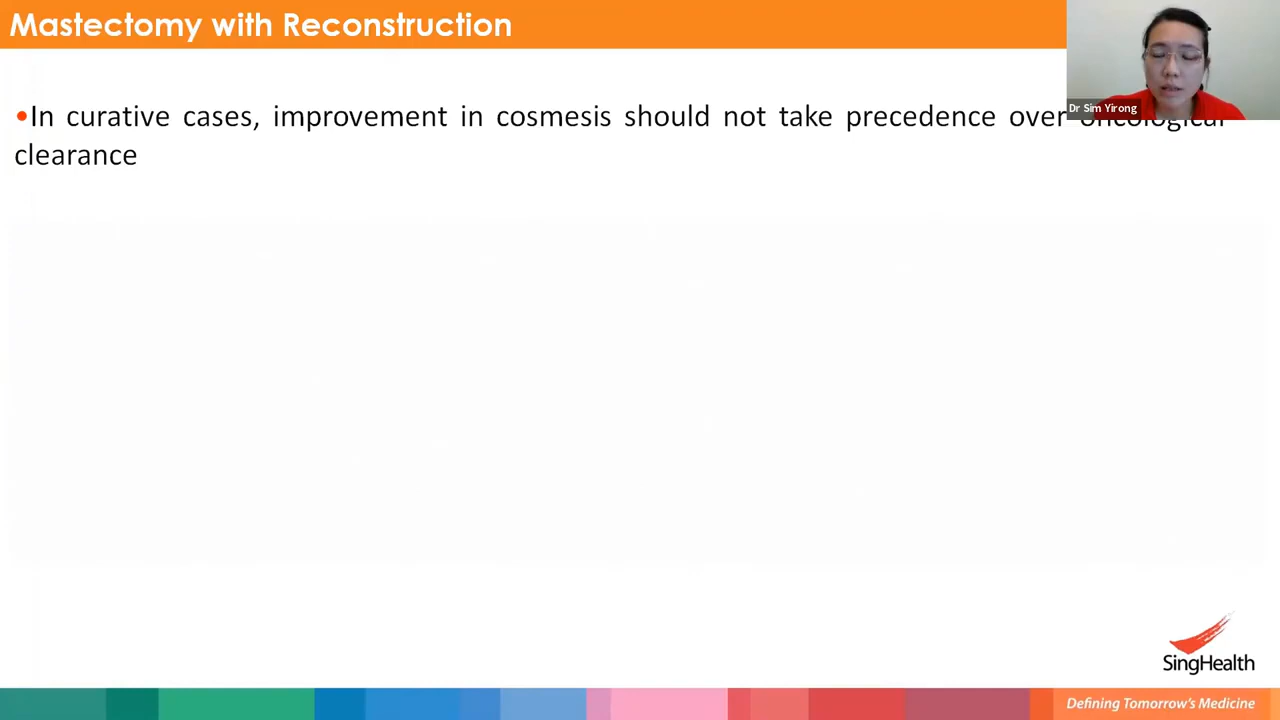 Mastectomy with Reconstruction
Dr Sim Yirong
•In curative cases, improvement in cosmesis should not take precedence over oncological
clearance
SingHealth
Defining Tomorrow's Medicine